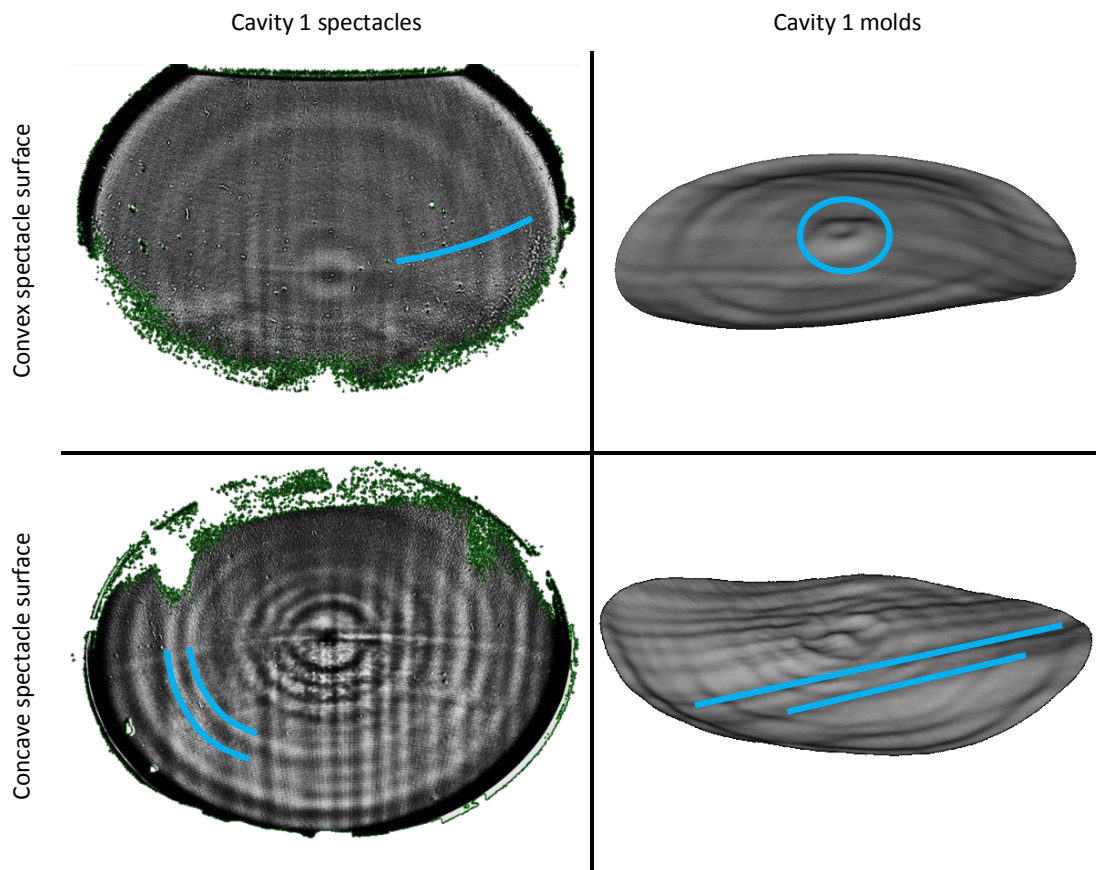 Cavity 1 spectacles
Cavity 1 molds
Convex spectacle surface
Concave spectacle surface